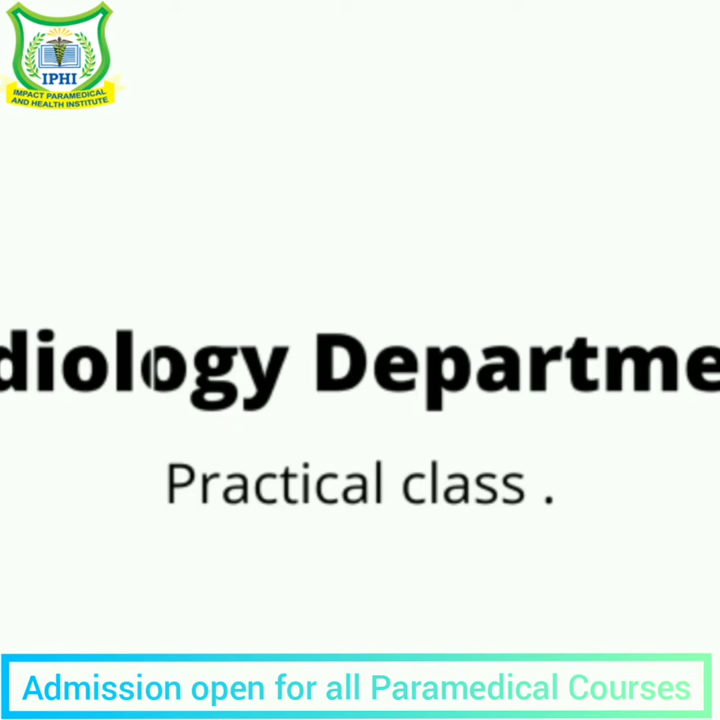 IPHI
IMPACT PARAMEDICAL
AND HEALTH INSTITUTE
diology Departme
Practical class .
Admission open for all Paramedical Courses